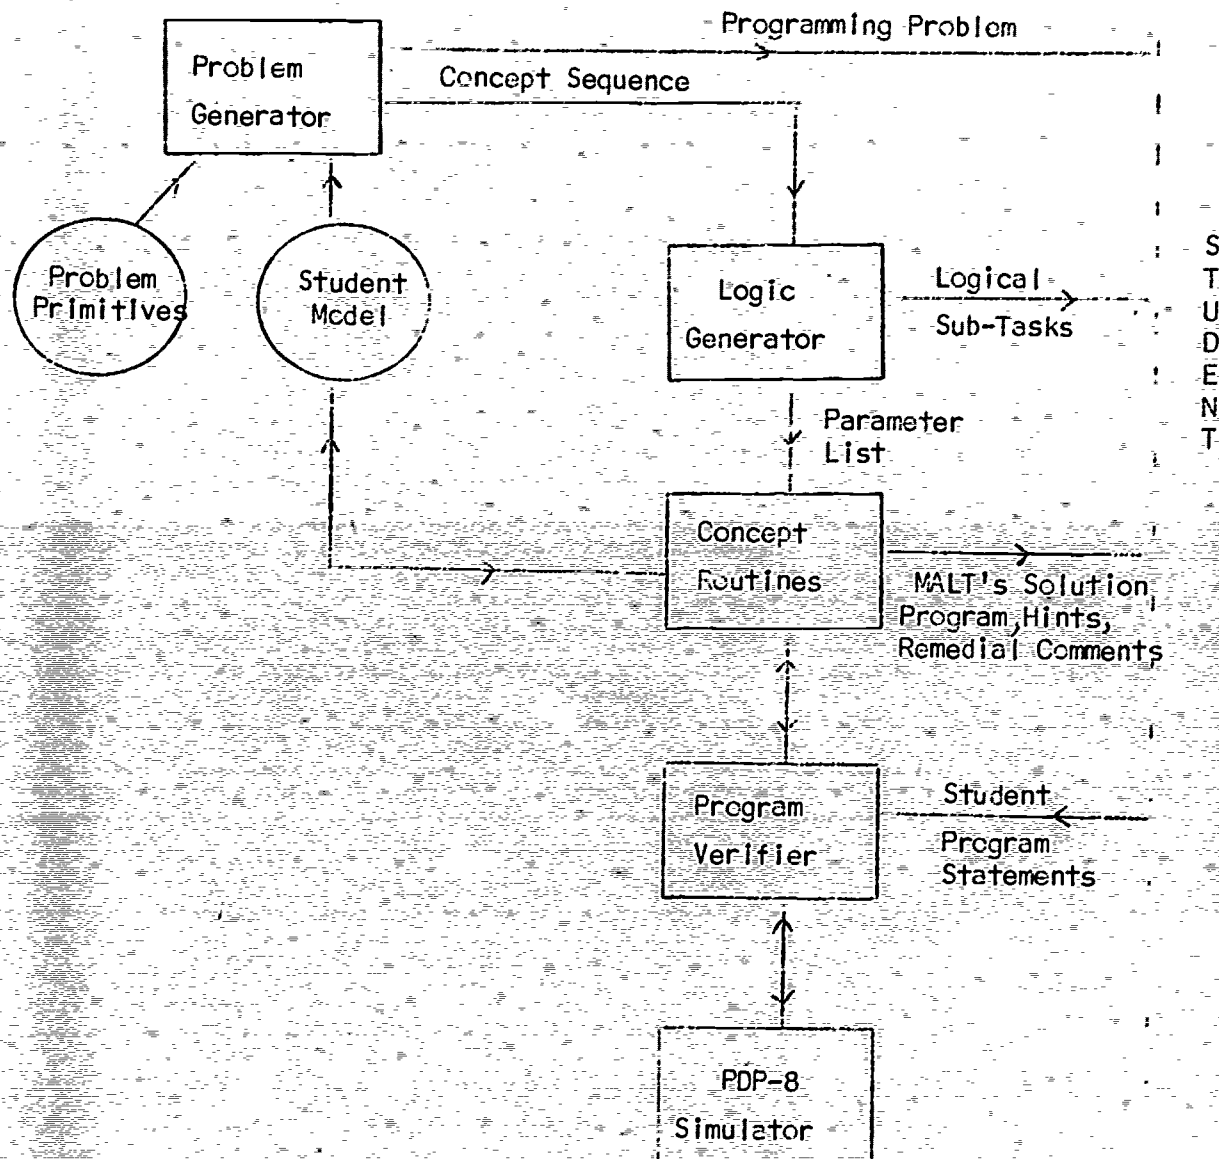 Programming Problem
Problem
Generator
Concept Sequence
Problem
Primitives
Student
Model
Logic
Generator
Logical
Sub-Tasks
S
T
U
D
E
N
T
Parameter
List
Concept
Routines
MALT's Solution
Program, Hints,
Remedial Comments
Program
Verifier
Student
Program
Statements
PDP-8
Simulator